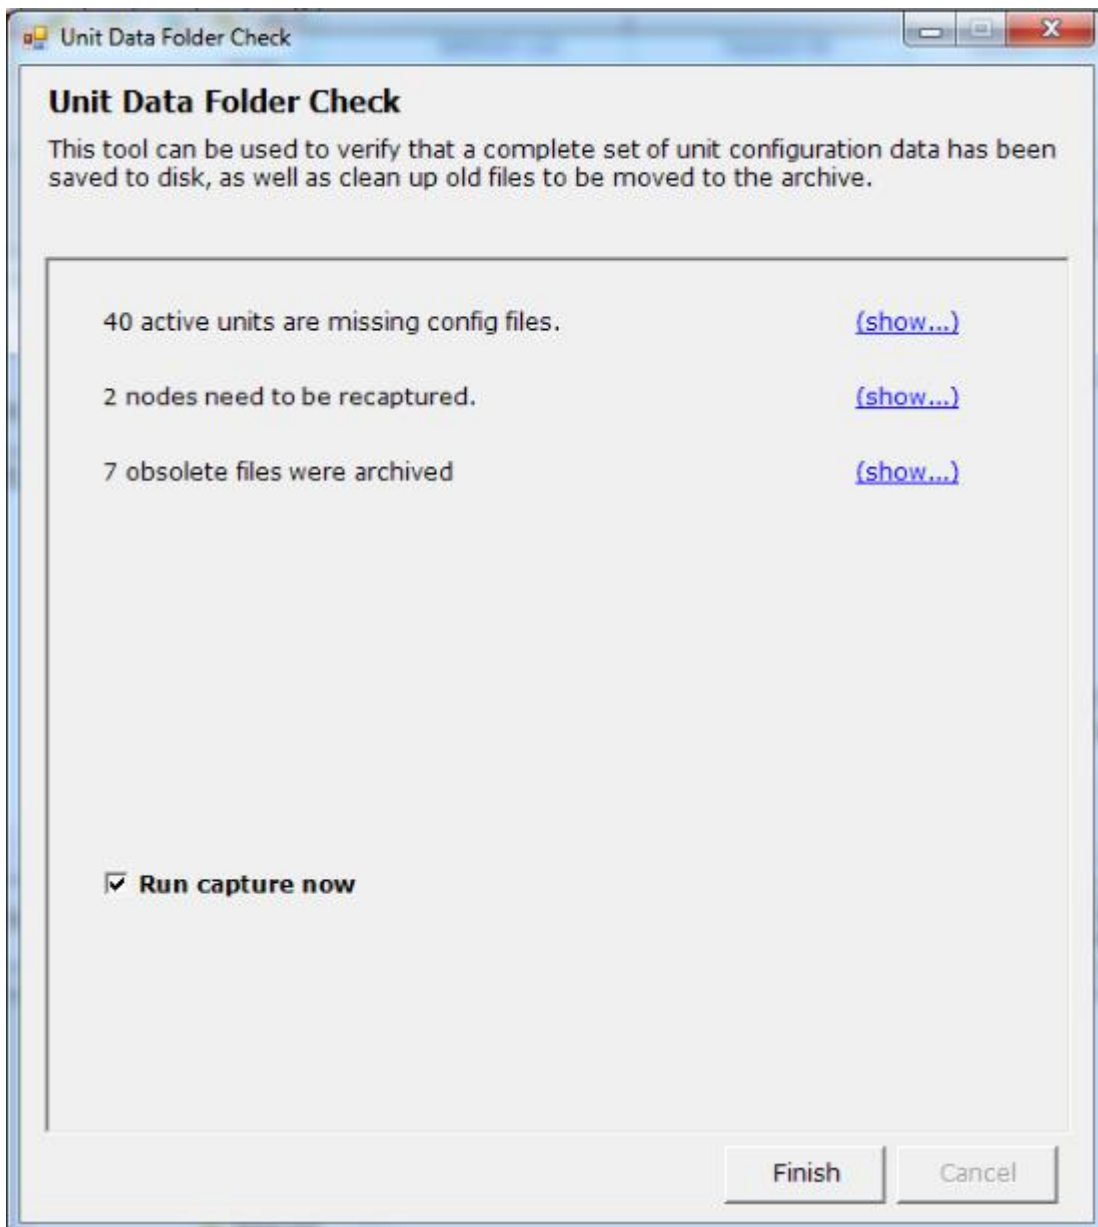 Unit Data Folder Check
Unit Data Folder Check
This tool can be used to verify that a complete set of unit configuration data has been
saved to disk, as well as clean up old files to be moved to the archive.
40 active units are missing config files. (show...)
2 nodes need to be recaptured. (show...)
7 obsolete files were archived (show...)
Run capture now
Finish Cancel